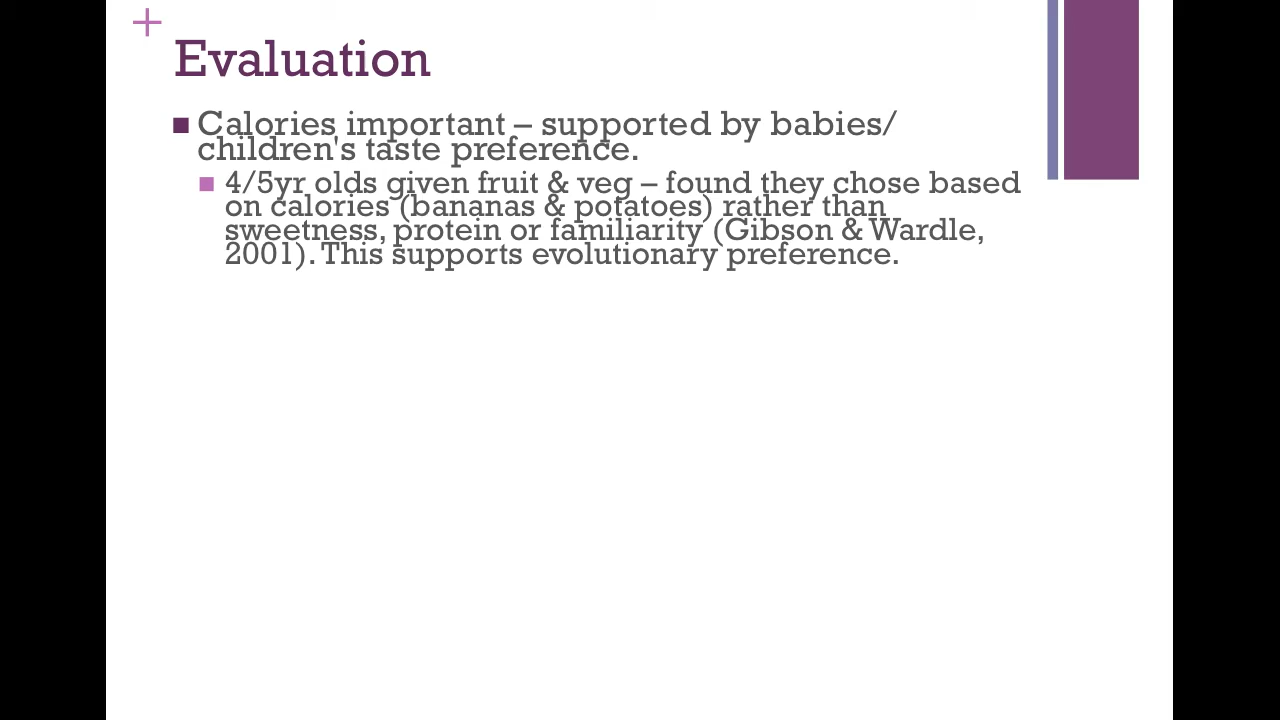 +
Evaluation
Calories important – supported by babies/
children's taste preference.
4/5yr olds given fruit & veg – found they chose based
on calories (bananas & potatoes) rather than
sweetness, protein or familiarity (Gibson & Wardle,
2001). This supports evolutionary preference.